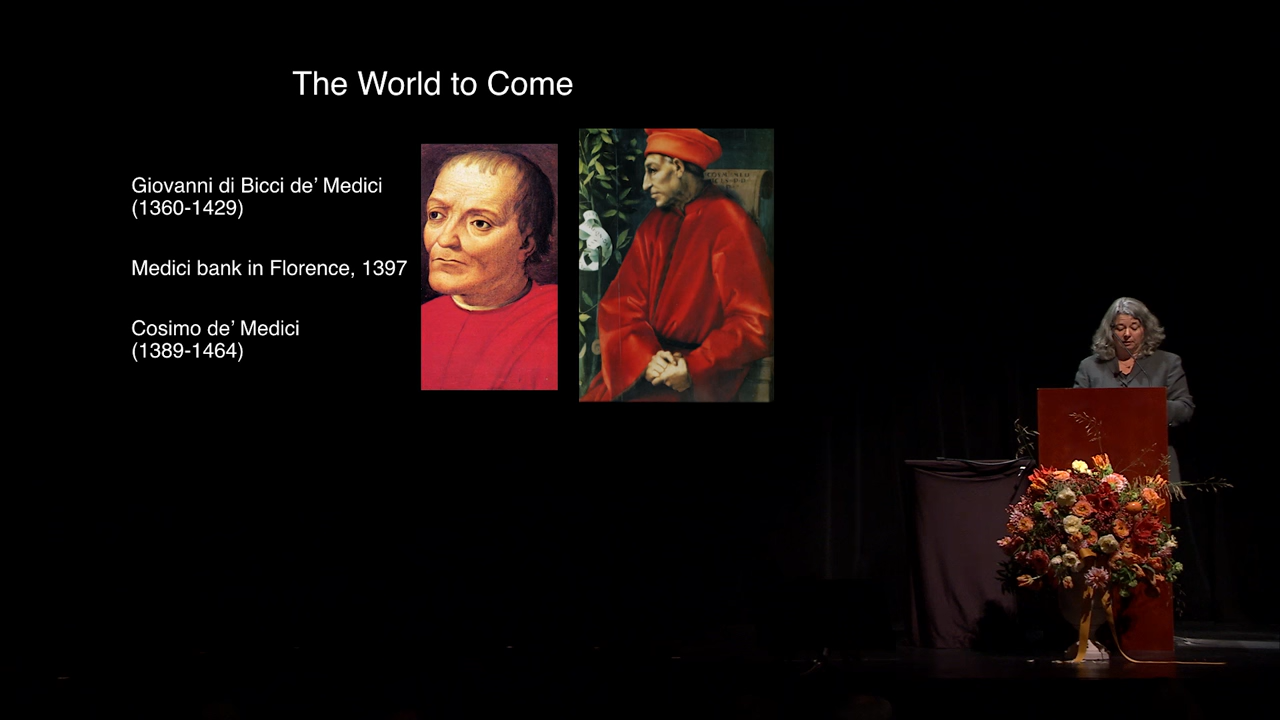 The World to Come
Giovanni di Bicci de’ Medici
(1360-1429)
Medici bank in Florence, 1397
Cosimo de’ Medici
(1389-1464)